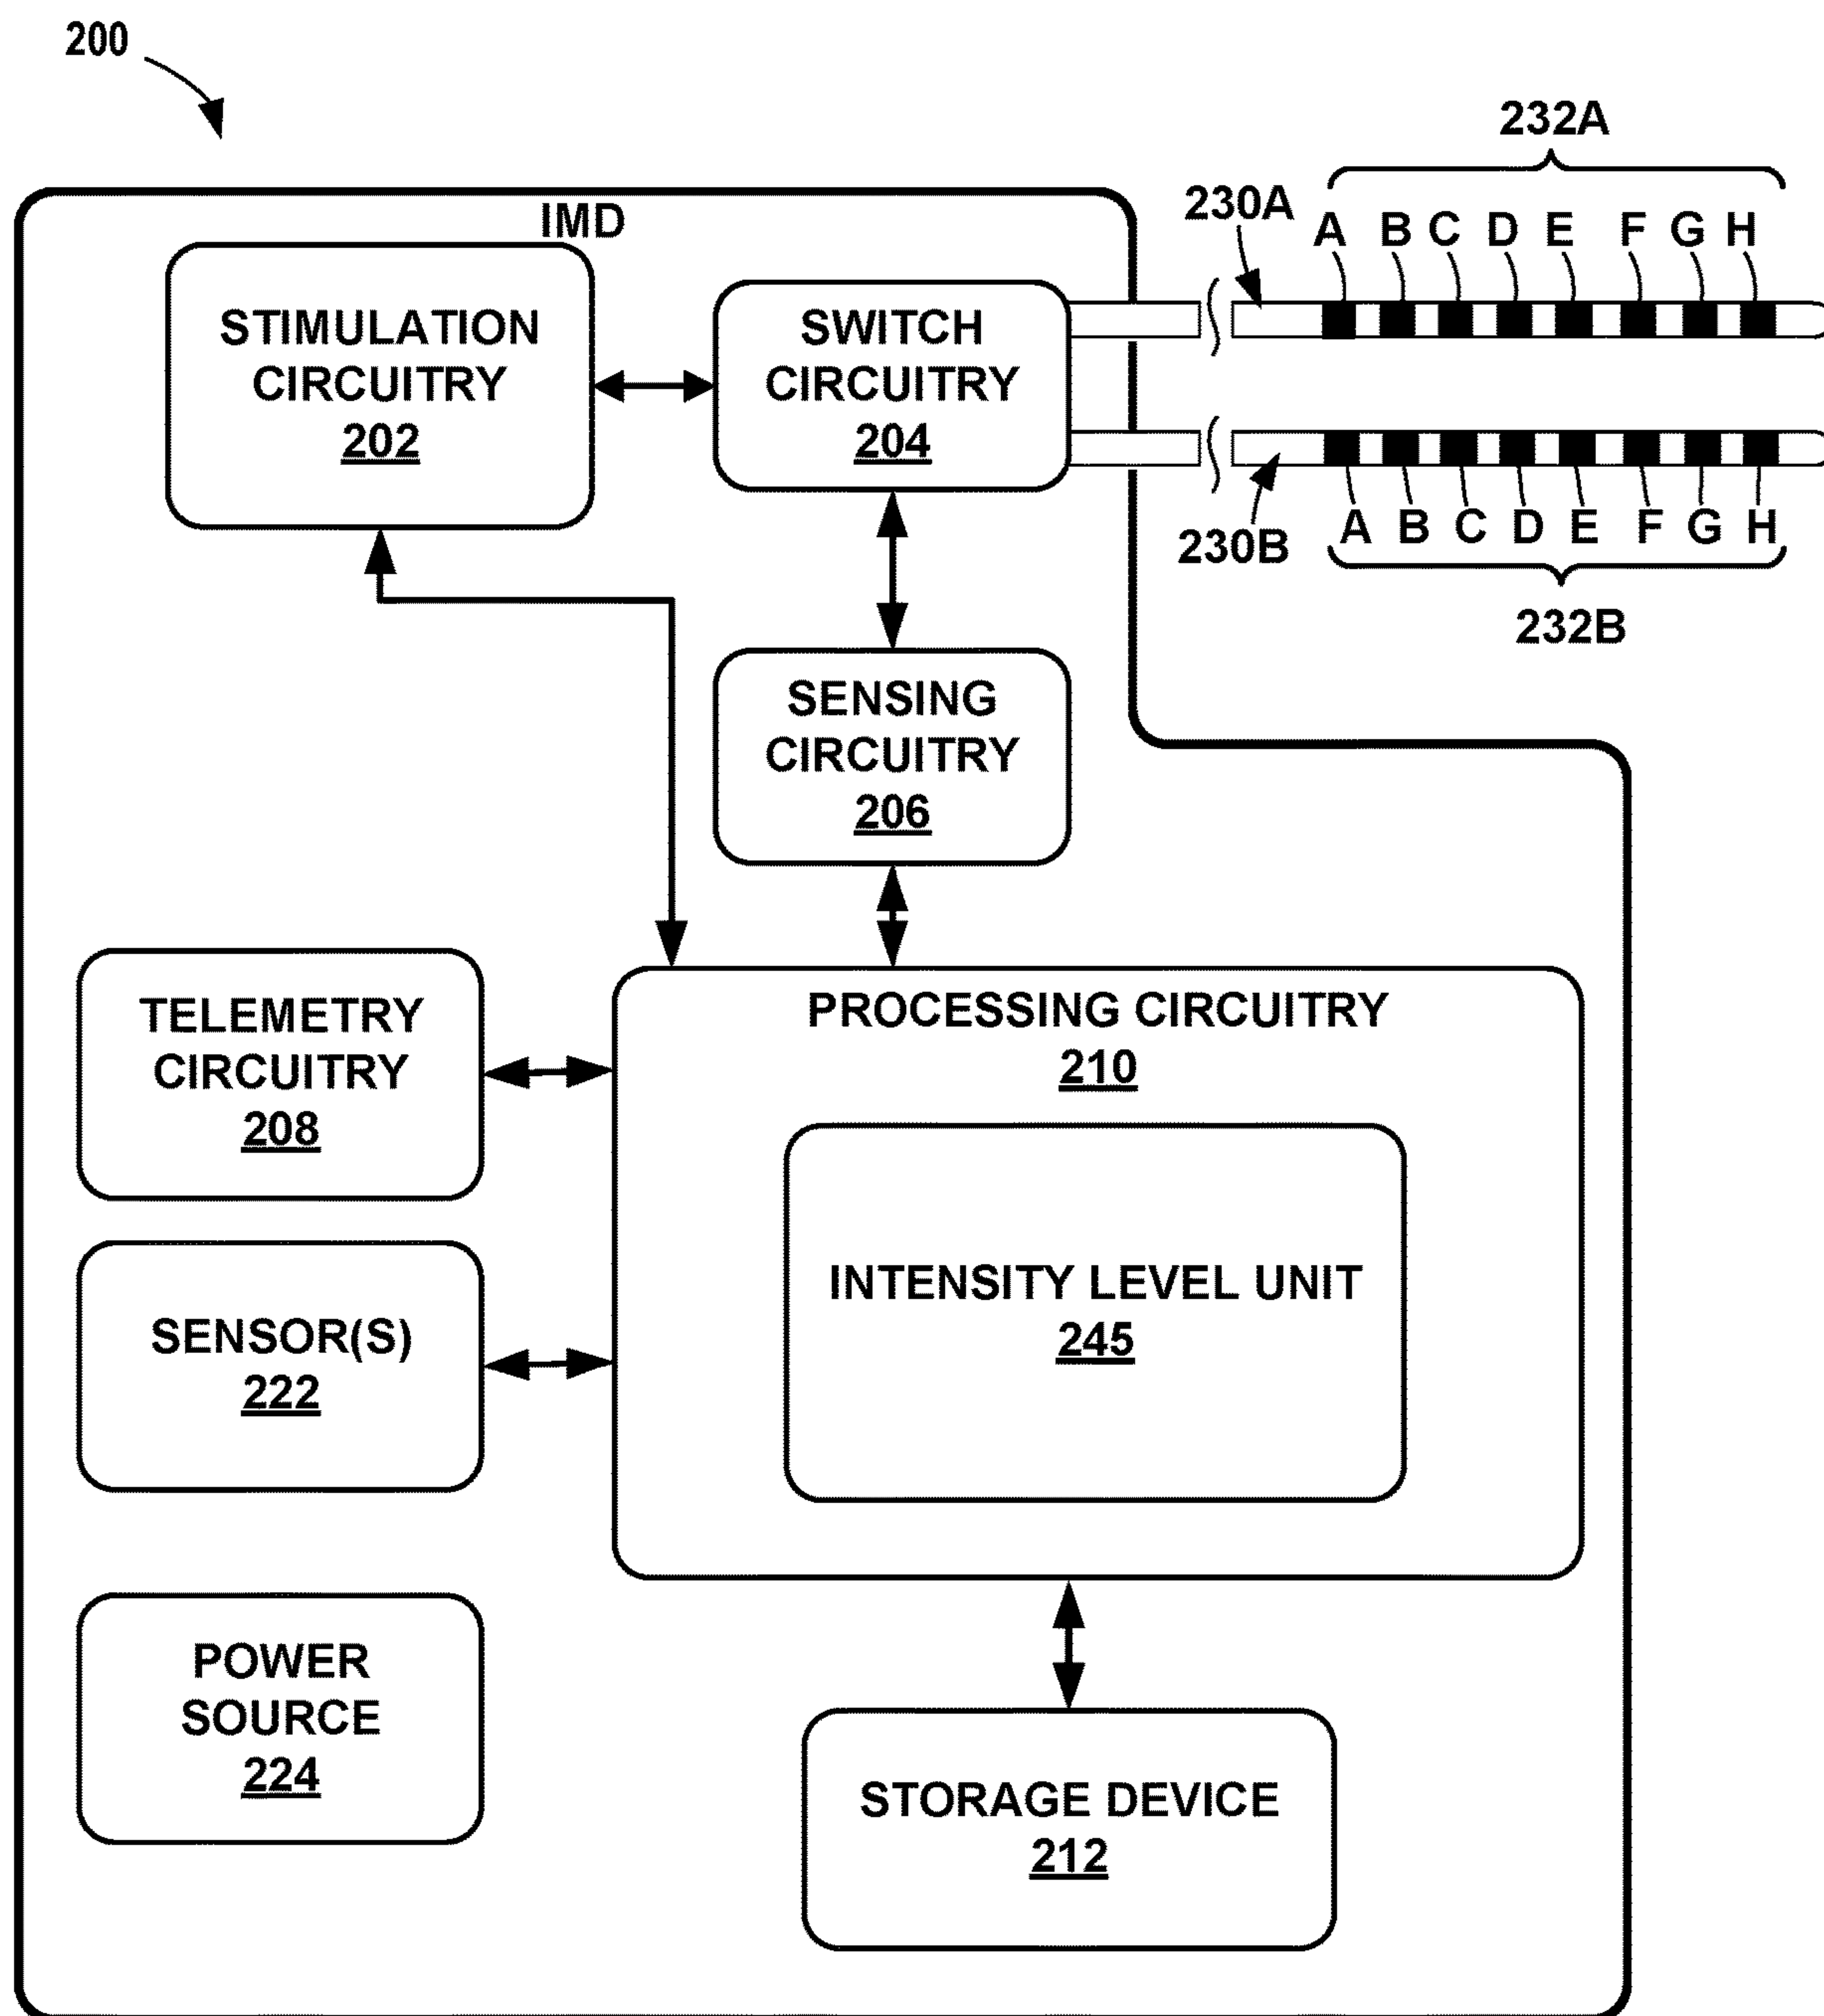 200
232A
230A
A B C D E F G H
IMD
STIMULATION
CIRCUITRY
202
SWITCH
CIRCUITRY
204
230B
A B C D E F G H
232B
SENSING
CIRCUITRY
206
TELEMETRY
CIRCUITRY
208
PROCESSING CIRCUITRY
210
INTENSITY LEVEL UNIT
245
SENSOR(S)
222
POWER
SOURCE
224
STORAGE DEVICE
212